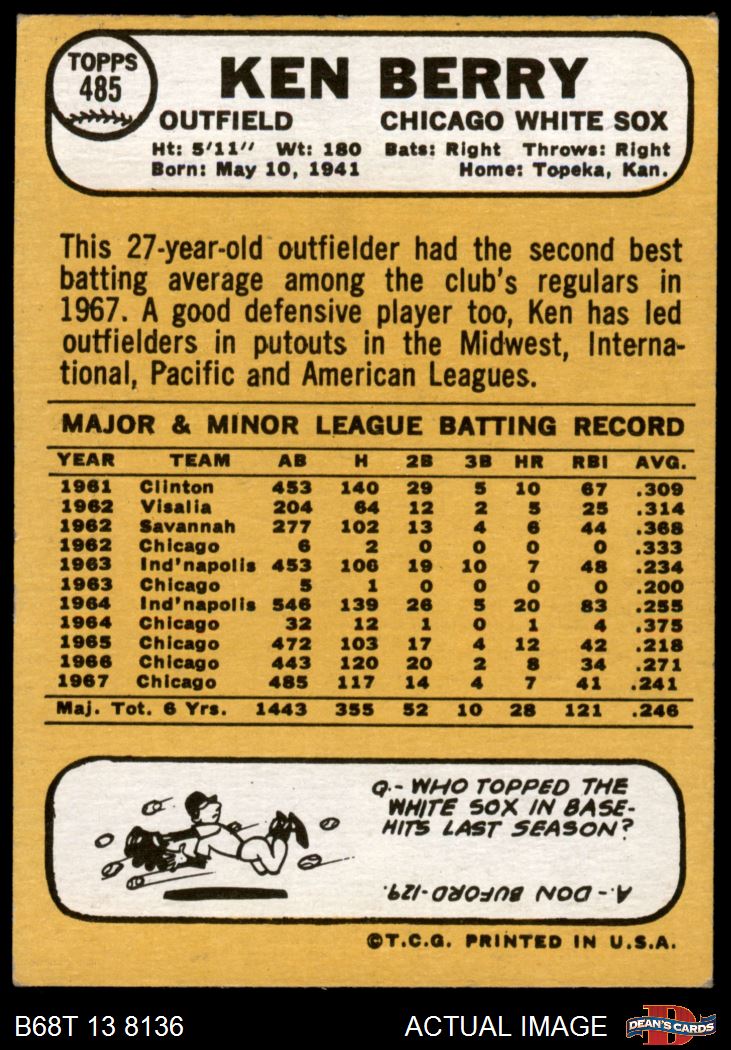 TOPPS
485
KEN BERRY
OUTFIELD CHICAGO WHITE SOX
Ht: 5'11" Wt: 180 Bats: Right Throws: Right
Born: May 10, 1941 Home: Topeka, Kan.
This 27-year-old outfielder had the second best
batting average among the club's regulars in
1967. A good defensive player too, Ken has led
outfielders in putouts in the Midwest, Interna-
tional, Pacific and American Leagues.
MAJOR & MINOR LEAGUE BATTING RECORD
YEAR TEAM AB H 2B 3B HR RBI AVG.
1961 Clinton 453 140 29 5 10 67 .309
1962 Visalia 204 64 12 2 5 25 .314
1962 Savannah 277 102 13 4 6 44 .368
1962 Chicago 6 2 0 0 0 0 .333
1963 Ind'napolis 453 106 19 10 7 48 .234
1963 Chicago 5 1 0 0 0 0 .200
1964 Ind'napolis 546 139 26 5 20 83 .255
1964 Chicago 32 12 1 0 1 4 .375
1965 Chicago 472 103 17 4 12 42 .218
1966 Chicago 443 120 20 2 8 34 .271
1967 Chicago 485 117 14 4 7 41 .241
Maj. Tot. 6 Yrs. 1443 355 52 10 28 121 .246
Q.- WHO TOPPED THE
WHITE SOX IN BASE-
HITS LAST SEASON?
A.- DON BUFORD-129.
©T.C.G. PRINTED IN U.S.A.
B68T 13 8136 ACTUAL IMAGE D DEAN'S CARDS